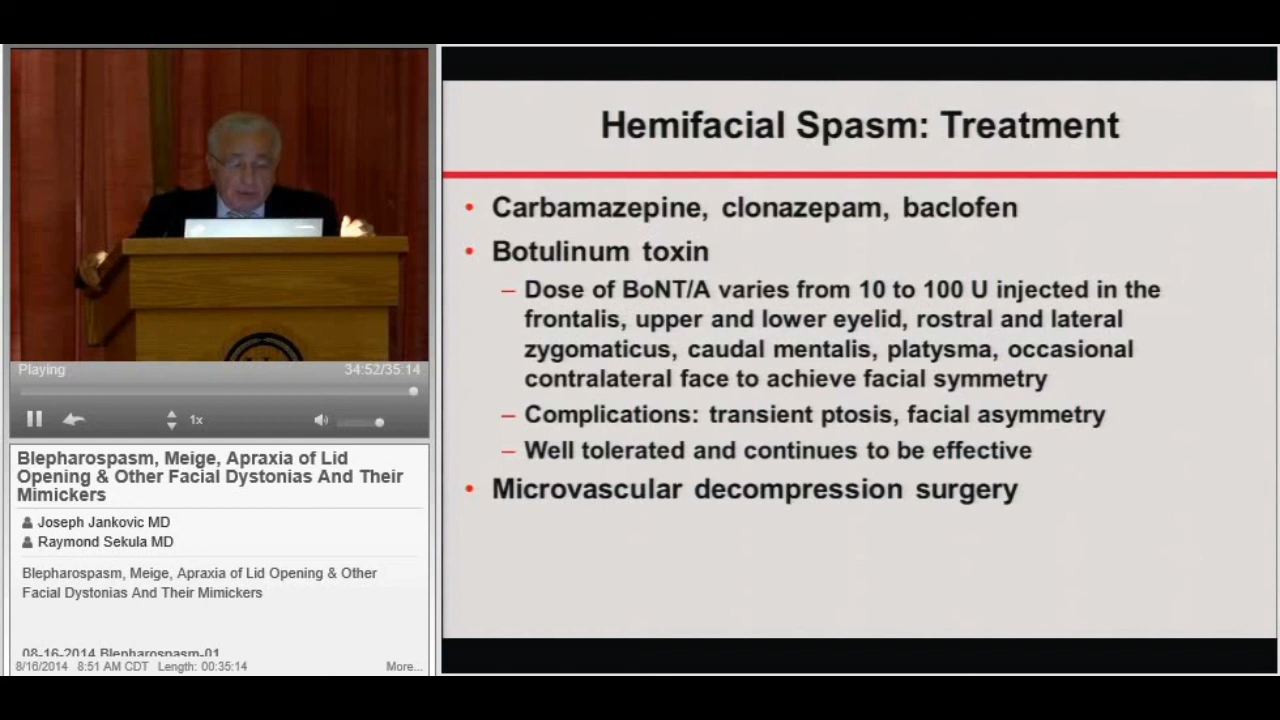 Playing
34:52/35:14
1x
Blepharospasm, Meige, Apraxia of Lid
Opening & Other Facial Dystonias And Their
Mimickers
Joseph Jankovic MD
Raymond Sekula MD
Blepharospasm, Meige, Apraxia of Lid Opening & Other
Facial Dystonias And Their Mimickers
08-16-2014 Blepharospasm-01
8/16/2014 8:51 AM CDT Length: 00:35:14
More...
Hemifacial Spasm: Treatment
• Carbamazepine, clonazepam, baclofen
• Botulinum toxin
– Dose of BoNT/A varies from 10 to 100 U injected in the
frontalis, upper and lower eyelid, rostral and lateral
zygomaticus, caudal mentalis, platysma, occasional
contralateral face to achieve facial symmetry
– Complications: transient ptosis, facial asymmetry
– Well tolerated and continues to be effective
• Microvascular decompression surgery